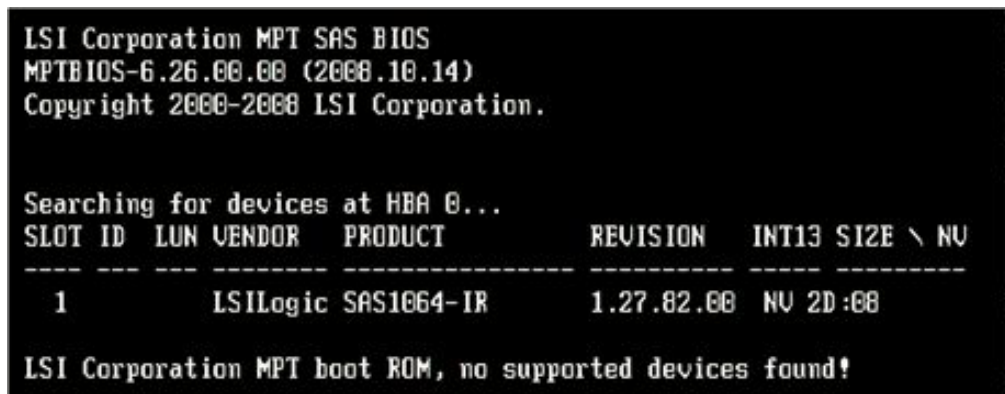 LSI Corporation MPT SAS BIOS
MPTBIOS-6.26.00.00 (2008.10.14)
Copyright 2000-2008 LSI Corporation.
Searching for devices at HBA 0...
SLOT ID LUN VENDOR PRODUCT REVISION INT13 SIZE \ NV
---- --- --- -------- ---------------- ---------- ----- ---------
1 LSILogic SAS1064-IR 1.27.82.00 NV 2D:08
LSI Corporation MPT boot ROM, no supported devices found!